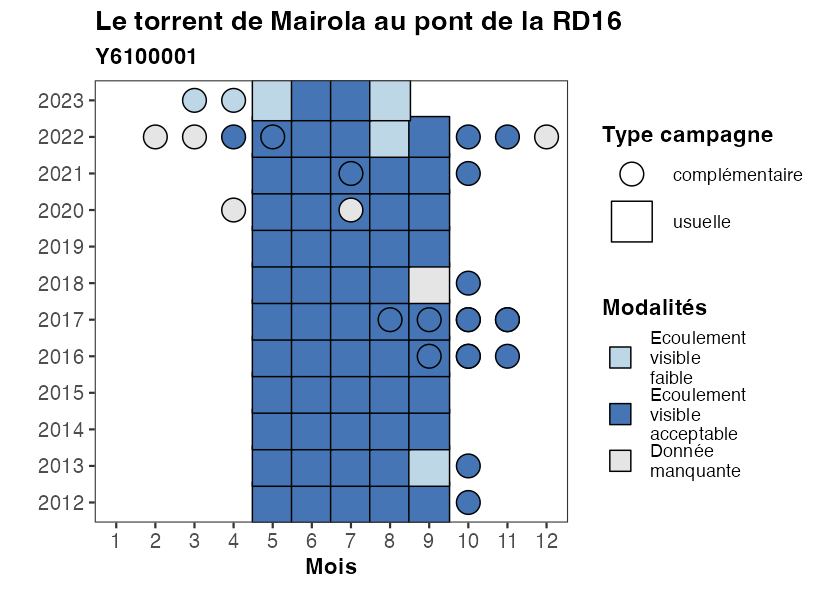 Le torrent de Mairola au pont de la RD16
Y6100001
2023
2022
2021
2020
2019
2018
2017
2016
2015
2014
2013
2012
1 2 3 4 5 6 7 8 9 10 11 12
Mois
Type campagne
complémentaire
usuelle
Modalités
Ecoulement
visible
faible
Ecoulement
visible
acceptable
Donnée
manquante